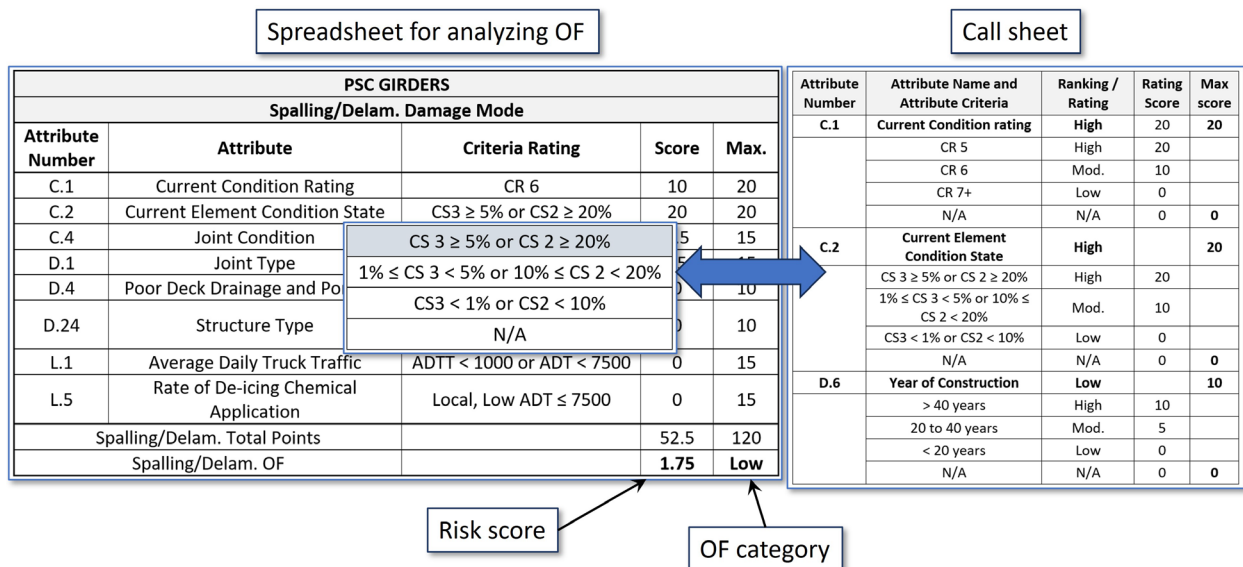 Spreadsheet for analyzing OF
Call sheet
PSC GIRDERS
Spalling/Delam. Damage Mode
Attribute Number Attribute Criteria Rating Score Max.
C.1 Current Condition Rating CR 6 10 20
C.2 Current Element Condition State CS3 ≥ 5% or CS2 ≥ 20% 20 20
C.4 Joint Condition 15
D.1 Joint Type
D.4 Poor Deck Drainage and 10
D.24 Structure Type 10
L.1 Average Daily Truck Traffic ADTT < 1000 or ADT < 7500 0 15
L.5 Rate of De-icing Chemical Application Local, Low ADT ≤ 7500 0 15
Spalling/Delam. Total Points 52.5 120
Spalling/Delam. OF 1.75 Low
CS 3 ≥ 5% or CS 2 ≥ 20%
1% ≤ CS 3 < 5% or 10% ≤ CS 2 < 20%
CS3 < 1% or CS2 < 10%
N/A
Attribute Number Attribute Name and Attribute Criteria Ranking / Rating Rating Score Max score
C.1 Current Condition rating High 20 20
CR 5 High 20
CR 6 Mod. 10
CR 7+ Low 0
N/A N/A 0 0
C.2 Current Element Condition State High 20
CS 3 ≥ 5% or CS 2 ≥ 20% High 20
1% ≤ CS 3 < 5% or 10% ≤ CS 2 < 20% Mod. 10
CS3 < 1% or CS2 < 10% Low 0
N/A N/A 0 0
D.6 Year of Construction Low 10
> 40 years High 10
20 to 40 years Mod. 5
< 20 years Low 0
N/A N/A 0 0
Risk score
OF category